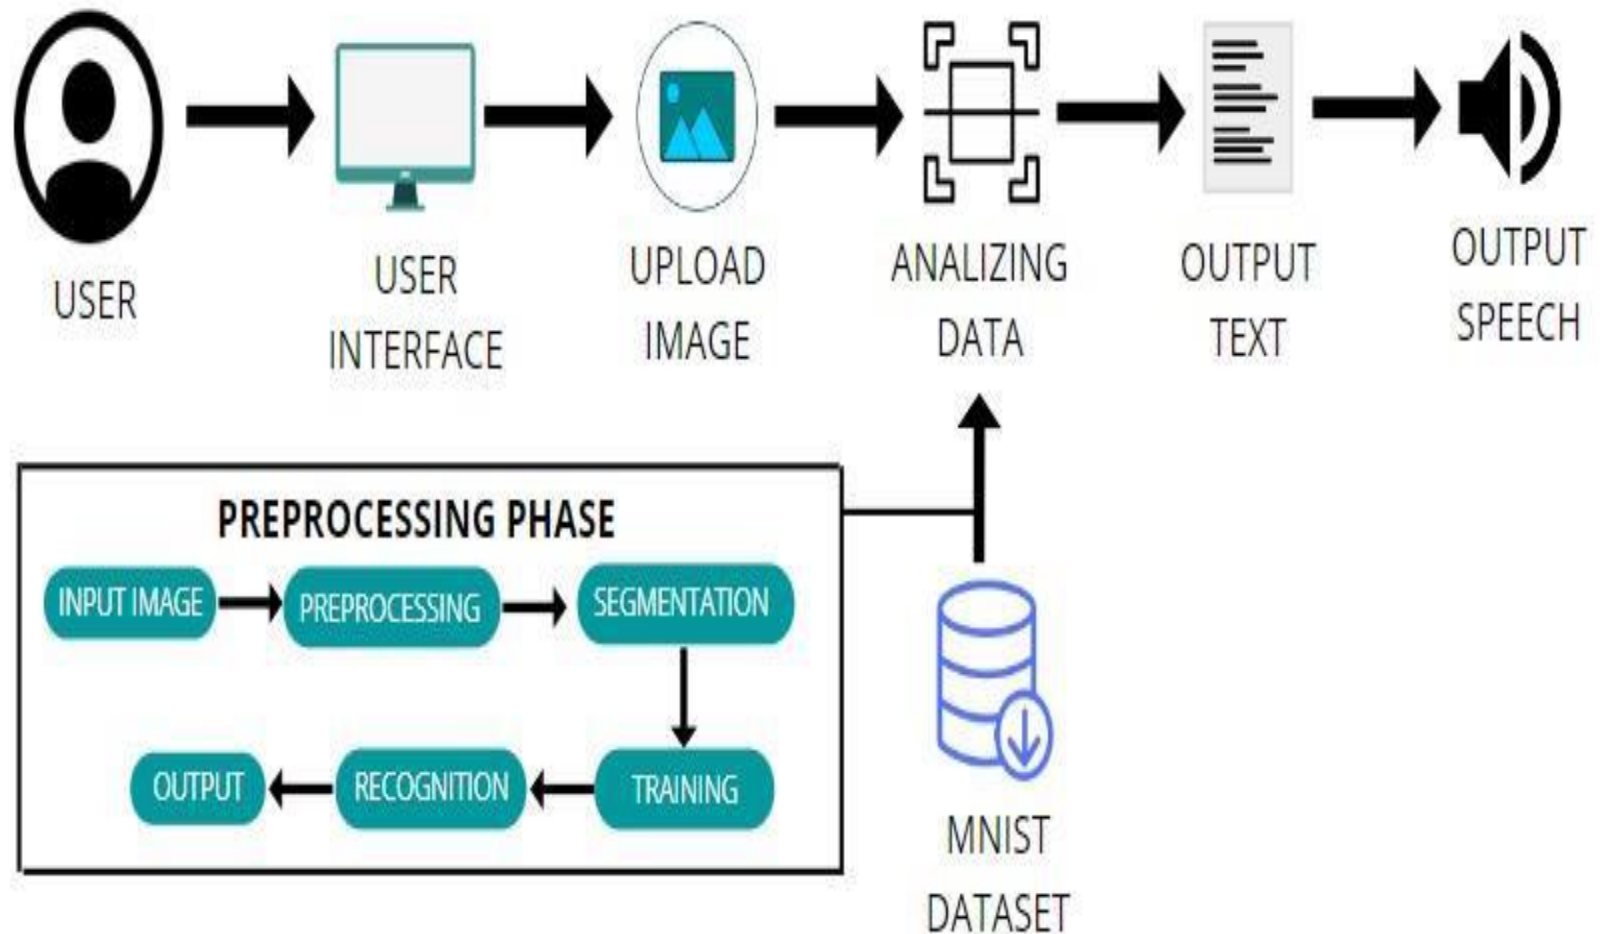 USER
USER
INTERFACE
UPLOAD
IMAGE
ANALIZING
DATA
OUTPUT
TEXT
OUTPUT
SPEECH
PREPROCESSING PHASE
INPUT IMAGE
PREPROCESSING
SEGMENTATION
TRAINING
RECOGNITION
OUTPUT
MNIST
DATASET